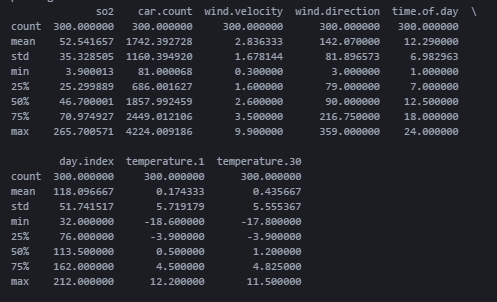 so2 car.count wind.velocity wind.direction time.of.day \
count 300.000000 300.000000 300.000000 300.000000 300.000000
mean 52.541657 1742.392728 2.836333 142.070000 12.290000
std 35.328505 1160.394920 1.678144 81.896573 6.982963
min 3.900013 81.000068 0.300000 3.000000 1.000000
25% 25.299889 686.001627 1.600000 79.000000 7.000000
50% 46.700001 1857.992459 2.600000 90.000000 12.500000
75% 70.974927 2449.012106 3.500000 216.750000 18.000000
max 265.700571 4224.009186 9.900000 359.000000 24.000000
day.index temperature.1 temperature.30
count 300.000000 300.000000 300.000000
mean 118.096667 0.174333 0.435667
std 51.741517 5.719179 5.555367
min 32.000000 -18.600000 -17.800000
25% 76.000000 -3.900000 -3.900000
50% 113.500000 0.500000 1.200000
75% 162.000000 4.500000 4.825000
max 212.000000 12.200000 11.500000